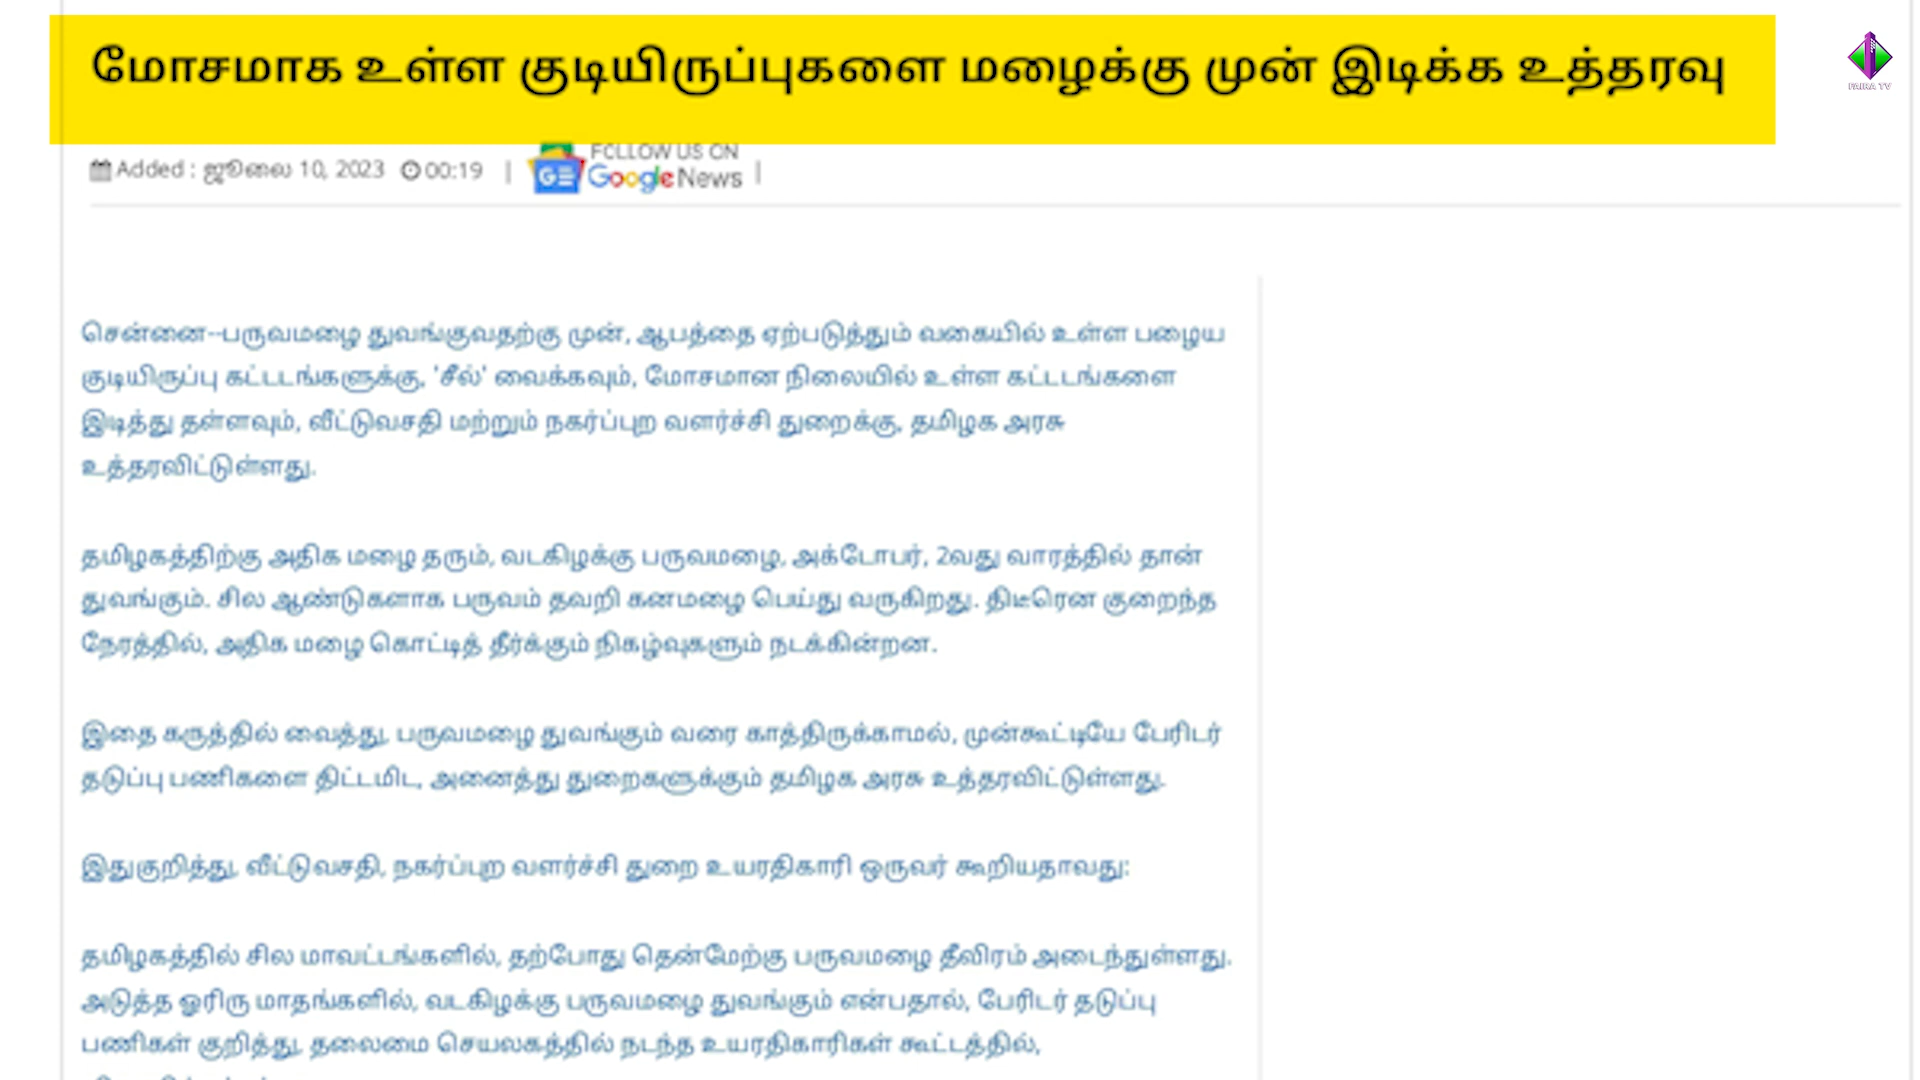 மோசமாக உள்ள குடியிருப்புகளை மழைக்கு முன் இடிக்க உத்தரவு
FAIRA TV
Added : ஜூலை 10, 2023 00:19 |
FOLLOW US ON
GE Google News |
சென்னை--பருவமழை துவங்குவதற்கு முன், ஆபத்தை ஏற்படுத்தும் வகையில் உள்ள பழைய
குடியிருப்பு கட்டடங்களுக்கு, 'சீல்' வைக்கவும், மோசமான நிலையில் உள்ள கட்டடங்களை
இடித்து தள்ளவும், வீட்டுவசதி மற்றும் நகர்ப்புற வளர்ச்சி துறைக்கு, தமிழக அரசு
உத்தரவிட்டுள்ளது.
தமிழகத்திற்கு அதிக மழை தரும், வடகிழக்கு பருவமழை, அக்டோபர், 2வது வாரத்தில் தான்
துவங்கும். சில ஆண்டுகளாக பருவம் தவறி கனமழை பெய்து வருகிறது. திடீரென குறைந்த
நேரத்தில், அதிக மழை கொட்டித் தீர்க்கும் நிகழ்வுகளும் நடக்கின்றன.
இதை கருத்தில் வைத்து, பருவமழை துவங்கும் வரை காத்திருக்காமல், முன்கூட்டியே பேரிடர்
தடுப்பு பணிகளை திட்டமிட, அனைத்து துறைகளுக்கும் தமிழக அரசு உத்தரவிட்டுள்ளது.
இதுகுறித்து, வீட்டுவசதி, நகர்ப்புற வளர்ச்சி துறை உயரதிகாரி ஒருவர் கூறியதாவது:
தமிழகத்தில் சில மாவட்டங்களில், தற்போது தென்மேற்கு பருவமழை தீவிரம் அடைந்துள்ளது.
அடுத்த ஓரிரு மாதங்களில், வடகிழக்கு பருவமழை துவங்கும் என்பதால், பேரிடர் தடுப்பு
பணிகள் குறித்து, தலைமை செயலகத்தில் நடந்த உயரதிகாரிகள் கூட்டத்தில்,